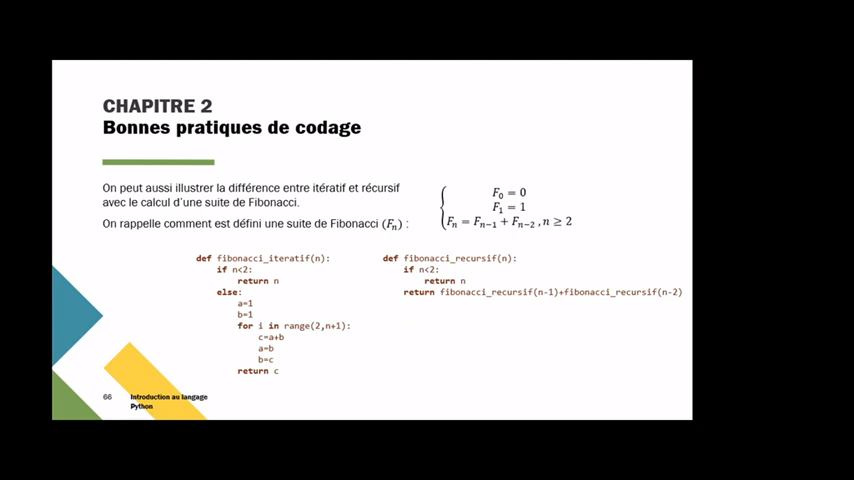 CHAPITRE 2
Bonnes pratiques de codage
On peut aussi illustrer la différence entre itératif et récursif
avec le calcul d'une suite de Fibonacci.
On rappelle comment est défini une suite de Fibonacci (Fₙ) :
F₀ = 0
F₁ = 1
Fₙ = Fₙ₋₁ + Fₙ₋₂ , n ≥ 2
def fibonacci_iteratif(n):
    if n<2:
        return n
    else:
        a=1
        b=1
        for i in range(2,n+1):
            c=a+b
            a=b
            b=c
        return c
def fibonacci_recursif(n):
    if n<2:
        return n
    return fibonacci_recursif(n-1)+fibonacci_recursif(n-2)
66
Introduction au langage
Python